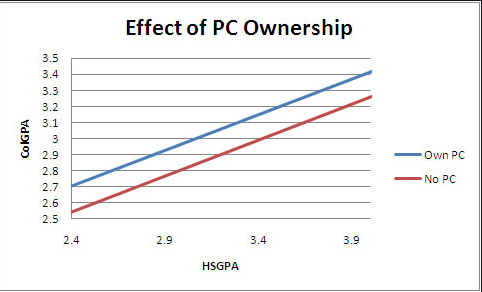 Effect of PC Ownership
3.5
3.4
3.3
3.2
3.1
3
2.9
2.8
2.7
2.6
2.5
ColGPA
2.4 2.9 3.4 3.9
HSGPA
Own PC
No PC